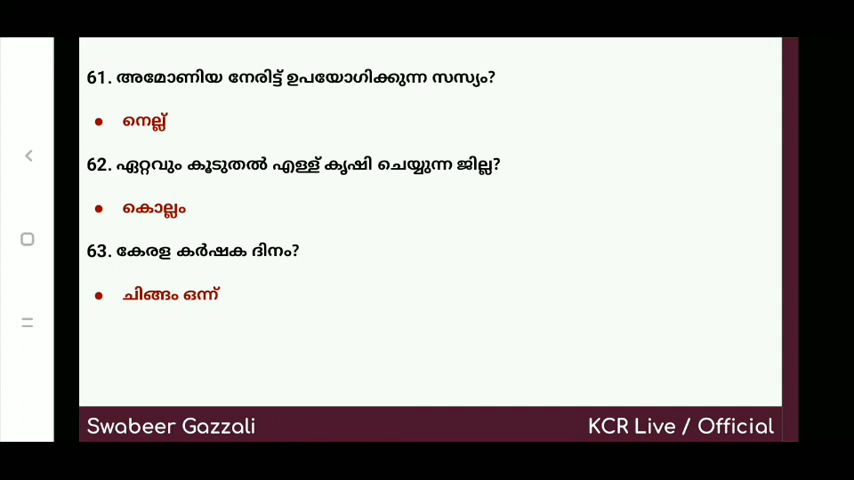 61. അമോണിയ നേരിട്ട് ഉപയോഗിക്കുന്ന സസ്യം?
● നെല്ല്
62. ഏറ്റവും കൂടുതൽ എള്ള് കൃഷി ചെയ്യുന്ന ജില്ല?
● കൊല്ലം
63. കേരള കർഷക ദിനം?
● ചിങ്ങം ഒന്ന്
Swabeer Gazzali KCR Live / Official